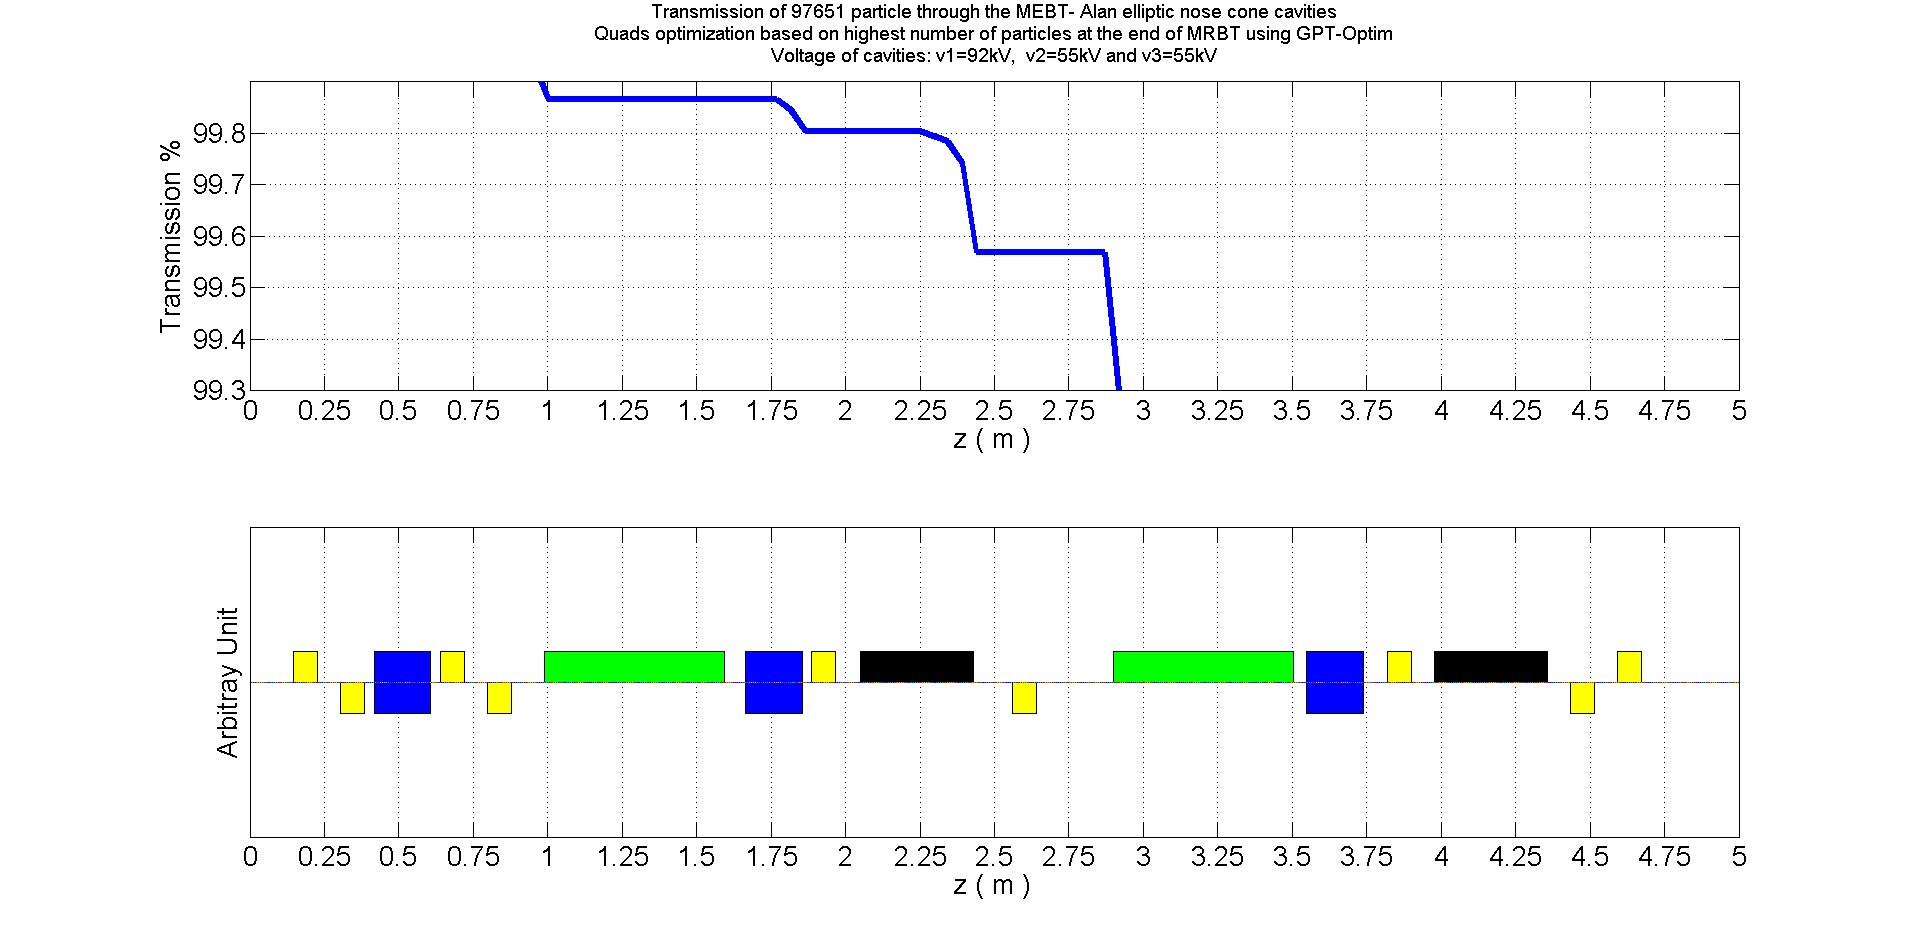 Transmission of 97651 particle through the MEBT- Alan elliptic nose cone cavities
Quads optimization based on highest number of particles at the end of MRBT using GPT-Optim
Voltage of cavities: v1=92kV, v2=55kV and v3=55kV
Transmission %
99.8
99.7
99.6
99.5
99.4
99.3
0 0.25 0.5 0.75 1 1.25 1.5 1.75 2 2.25 2.5 2.75 3 3.25 3.5 3.75 4 4.25 4.5 4.75 5
z ( m )
Arbitray Unit
0 0.25 0.5 0.75 1 1.25 1.5 1.75 2 2.25 2.5 2.75 3 3.25 3.5 3.75 4 4.25 4.5 4.75 5
z ( m )